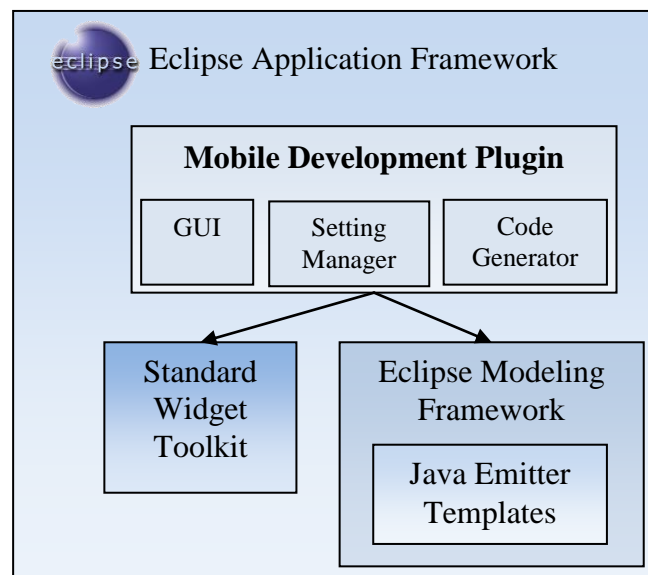 eclipse
Eclipse Application Framework
Mobile Development Plugin
GUI
Setting
Manager
Code
Generator
Standard
Widget
Toolkit
Eclipse Modeling
Framework
Java Emitter
Templates